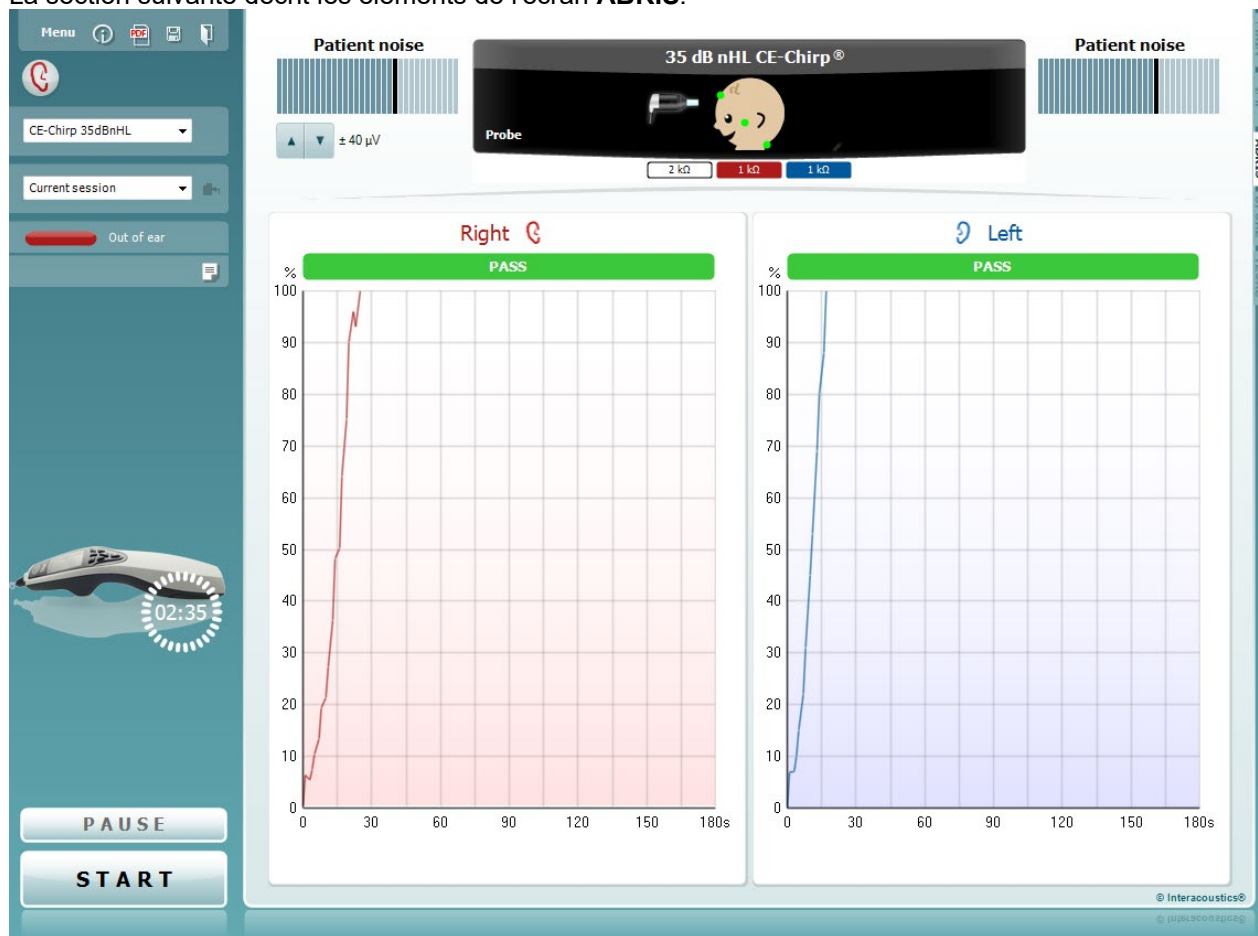 La section suivante décrit les éléments de l'écran ABRIS.
Menu
PDF
CE-Chirp 35dBnHL
Current session
Out of ear
02:35
PAUSE
START
Patient noise
± 40 µV
35 dB nHL CE-Chirp®
Probe
2 kΩ 1 kΩ 1 kΩ
Patient noise
Right
PASS
%
100
90
80
70
60
50
40
30
20
10
0
0 30 60 90 120 150 180s
Left
PASS
%
100
90
80
70
60
50
40
30
20
10
0
0 30 60 90 120 150 180s
© Interacoustics®